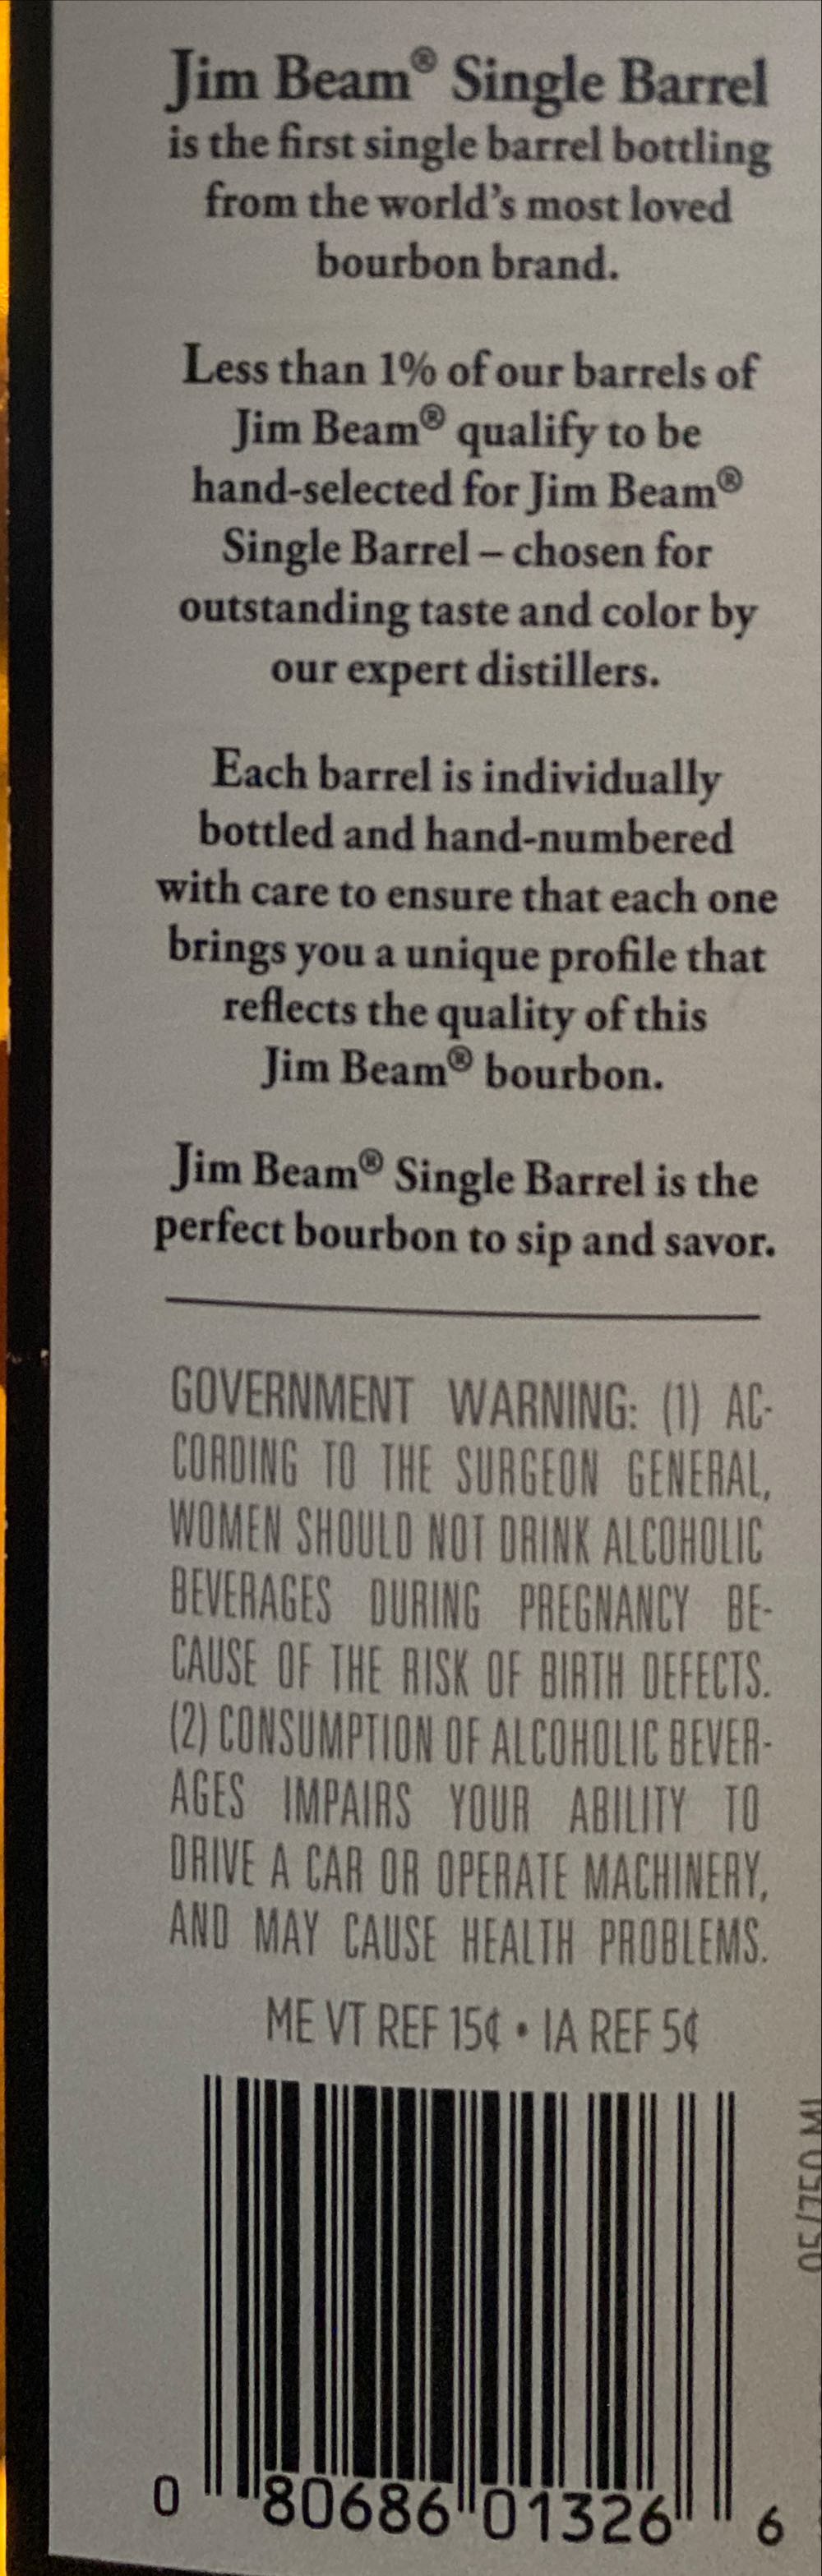 Jim Beam® Single Barrel
is the first single barrel bottling
from the world's most loved
bourbon brand.
Less than 1% of our barrels of
Jim Beam® qualify to be
hand-selected for Jim Beam®
Single Barrel – chosen for
outstanding taste and color by
our expert distillers.
Each barrel is individually
bottled and hand-numbered
with care to ensure that each one
brings you a unique profile that
reflects the quality of this
Jim Beam® bourbon.
Jim Beam® Single Barrel is the
perfect bourbon to sip and savor.
GOVERNMENT WARNING: (1) AC-
CORDING TO THE SURGEON GENERAL,
WOMEN SHOULD NOT DRINK ALCOHOLIC
BEVERAGES DURING PREGNANCY BE-
CAUSE OF THE RISK OF BIRTH DEFECTS.
(2) CONSUMPTION OF ALCOHOLIC BEVER-
AGES IMPAIRS YOUR ABILITY TO
DRIVE A CAR OR OPERATE MACHINERY,
AND MAY CAUSE HEALTH PROBLEMS.
ME VT REF 15¢ • IA REF 5¢
05/750 ML
0 80686 01326 6